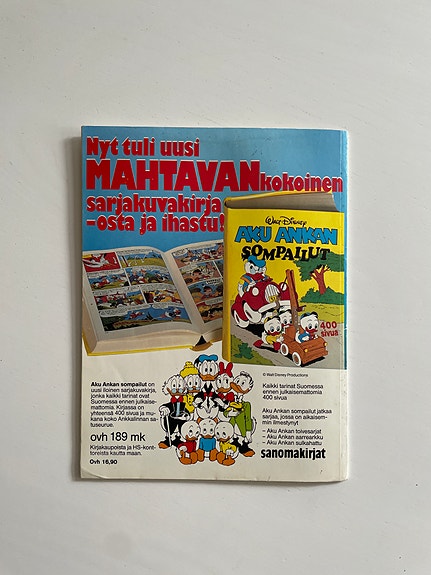 Nyt tuli uusi
MAHTAVANkokoinen
sarjakuvakirja
-osta ja ihastu!
Walt Disney
AKU ANKAN
SOMPAILUT
400
sivua
© Walt Disney Productions
Aku Ankan sompailut on
uusi iloinen sarjakuvakirja,
jonka kaikki tarinat ovat
Suomessa ennen julkaise-
mattomia. Kirjassa on
yhteensä 400 sivua ja mu-
kana koko Ankkalinnan sa-
tuseurue.
ovh 189 mk
Kirjakaupoista ja HS-kont-
toreista kautta maan.
Ovh 16,90
Kaikki tarinat Suomessa
ennen julkaisemattomia
400 sivua
Aku Ankan sompailut jatkaa
sarjaa, jossa on aikaisem-
min ilmestynyt
– Aku Ankan toivesarjat
– Aku Ankan aarrearkku
– Aku Ankan sulkahattu
sanomakirjat